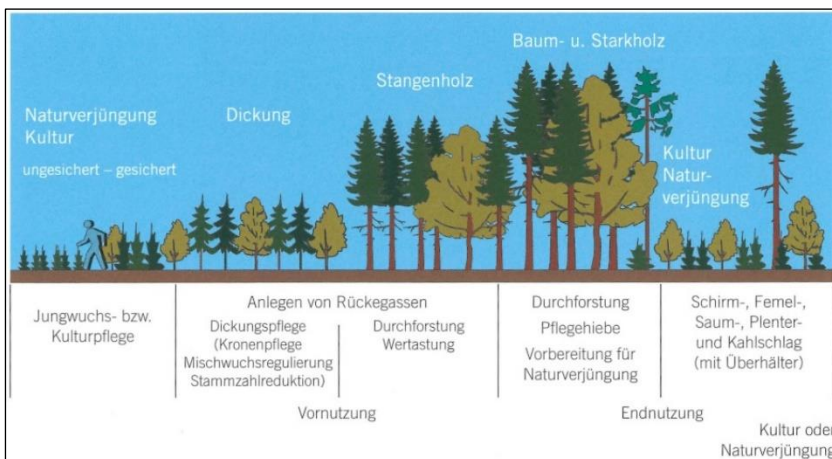 Baum- u. Starkholz
Stangenholz
Naturverjüngung
Kultur
Dickung
ungesichert – gesichert
Kultur
Natur-
verjüngung
Jungwuchs- bzw.
Kulturpflege
Anlegen von Rückegassen
Dickungspflege
(Kronenpflege
Mischwuchsregulierung
Stammzahlreduktion)
Durchforstung
Wertastung
Durchforstung
Pflegehiebe
Vorbereitung für
Naturverjüngung
Schirm-, Femel-,
Saum-, Plenter-
und Kahlschlag
(mit Überhälter)
Vornutzung
Endnutzung
Kultur oder
Naturverjüngung